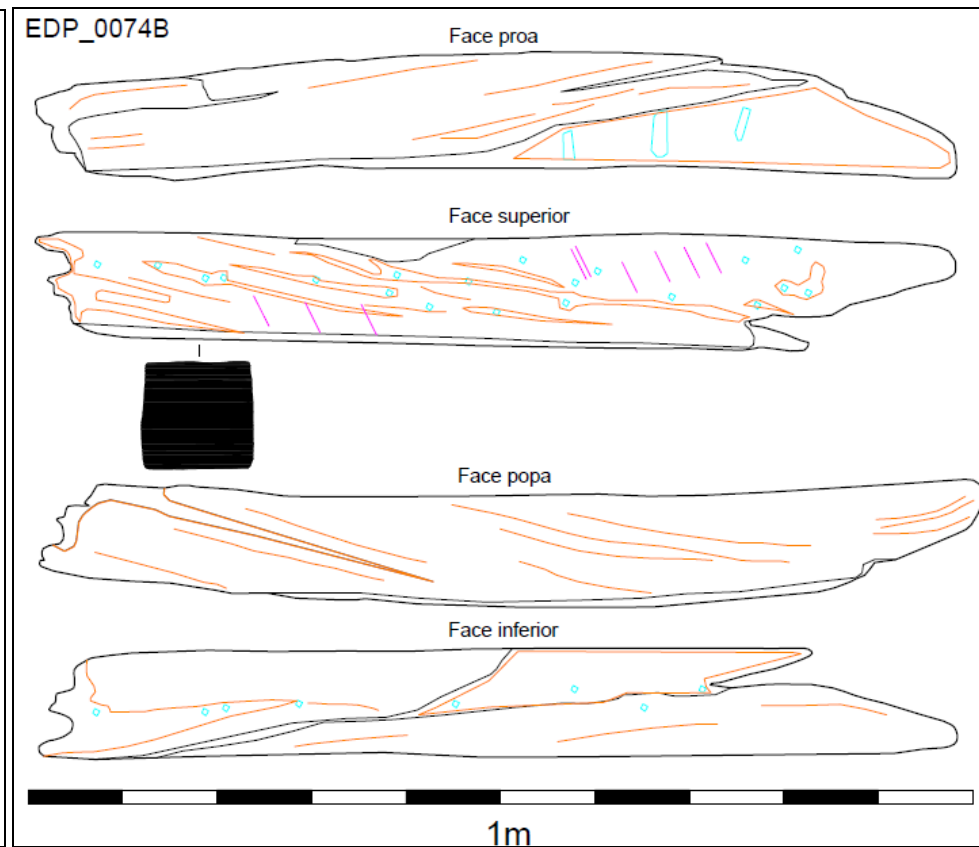 EDP_0074B
Face proa
Face superior
Face popa
Face inferior
1m